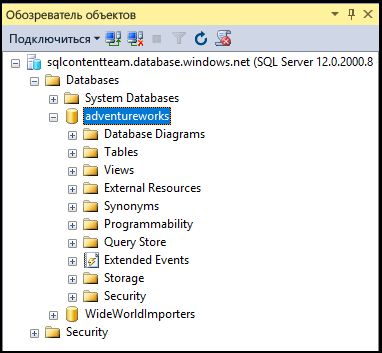 Обозреватель объектов
Подключиться
sqlcontentteam.database.windows.net (SQL Server 12.0.2000.8
Databases
System Databases
adventureworks
Database Diagrams
Tables
Views
External Resources
Synonyms
Programmability
Query Store
Extended Events
Storage
Security
WideWorldImporters
Security